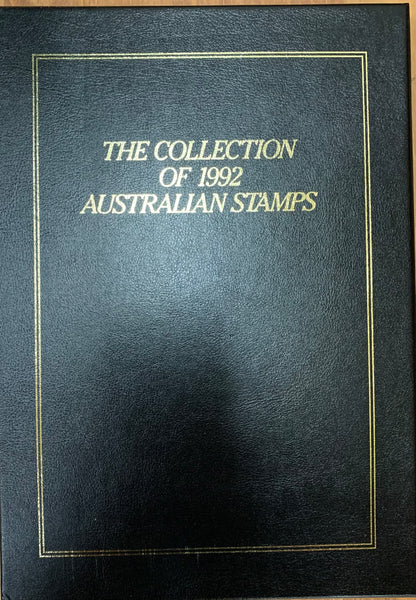 THE COLLECTION
OF 1992
AUSTRALIAN STAMPS